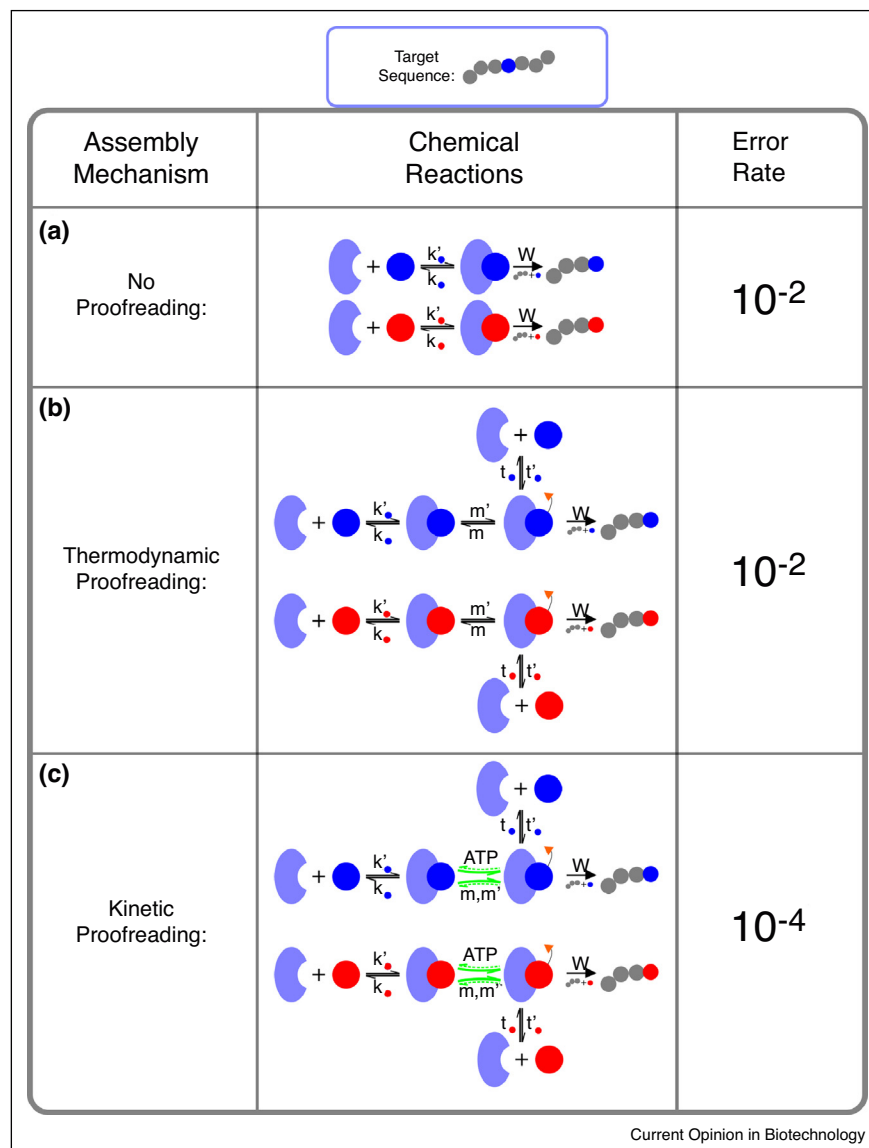 Target
Sequence:
Assembly
Mechanism
Chemical
Reactions
Error
Rate
(a)
No
Proofreading:
+ k' k W +
+ k' k W +
10-2
(b)
Thermodynamic
Proofreading:
+
t t'
+ k' k m' m W +
+ k' k m' m W +
t t'
+
10-2
(c)
Kinetic
Proofreading:
+
t t'
+ k' k ATP m,m' W +
+ k' k ATP m,m' W +
t t'
+
10-4
Current Opinion in Biotechnology